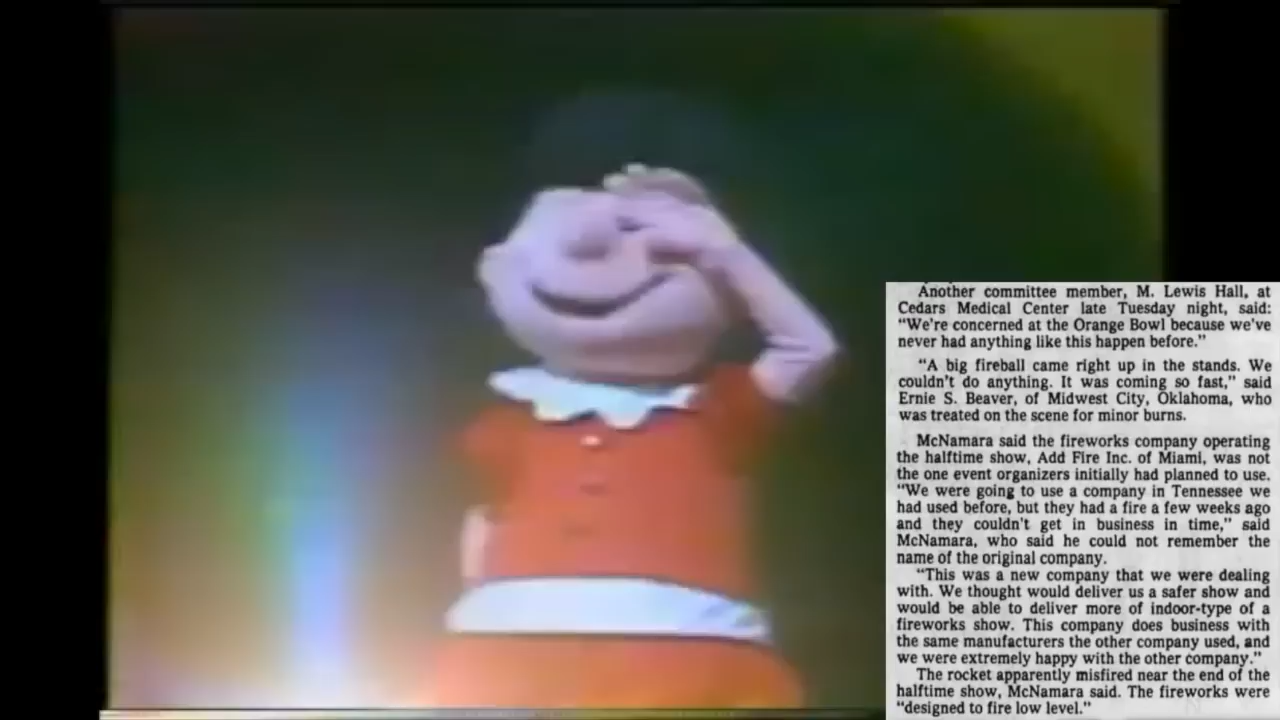 Another committee member, M. Lewis Hall, at
Cedars Medical Center late Tuesday night, said:
"We're concerned at the Orange Bowl because we've
never had anything like this happen before."
"A big fireball came right up in the stands. We
couldn't do anything. It was coming so fast," said
Ernie S. Beaver, of Midwest City, Oklahoma, who
was treated on the scene for minor burns.
McNamara said the fireworks company operating
the halftime show, Add Fire Inc. of Miami, was not
the one event organizers initially had planned to use.
"We were going to use a company in Tennessee we
had used before, but they had a fire a few weeks ago
and they couldn't get in business in time," said
McNamara, who said he could not remember the
name of the original company.
"This was a new company that we were dealing
with. We thought would deliver us a safer show and
would be able to deliver more of indoor-type of a
fireworks show. This company does business with
the same manufacturers the other company used, and
we were extremely happy with the other company."
The rocket apparently misfired near the end of the
halftime show, McNamara said. The fireworks were
"designed to fire low level."